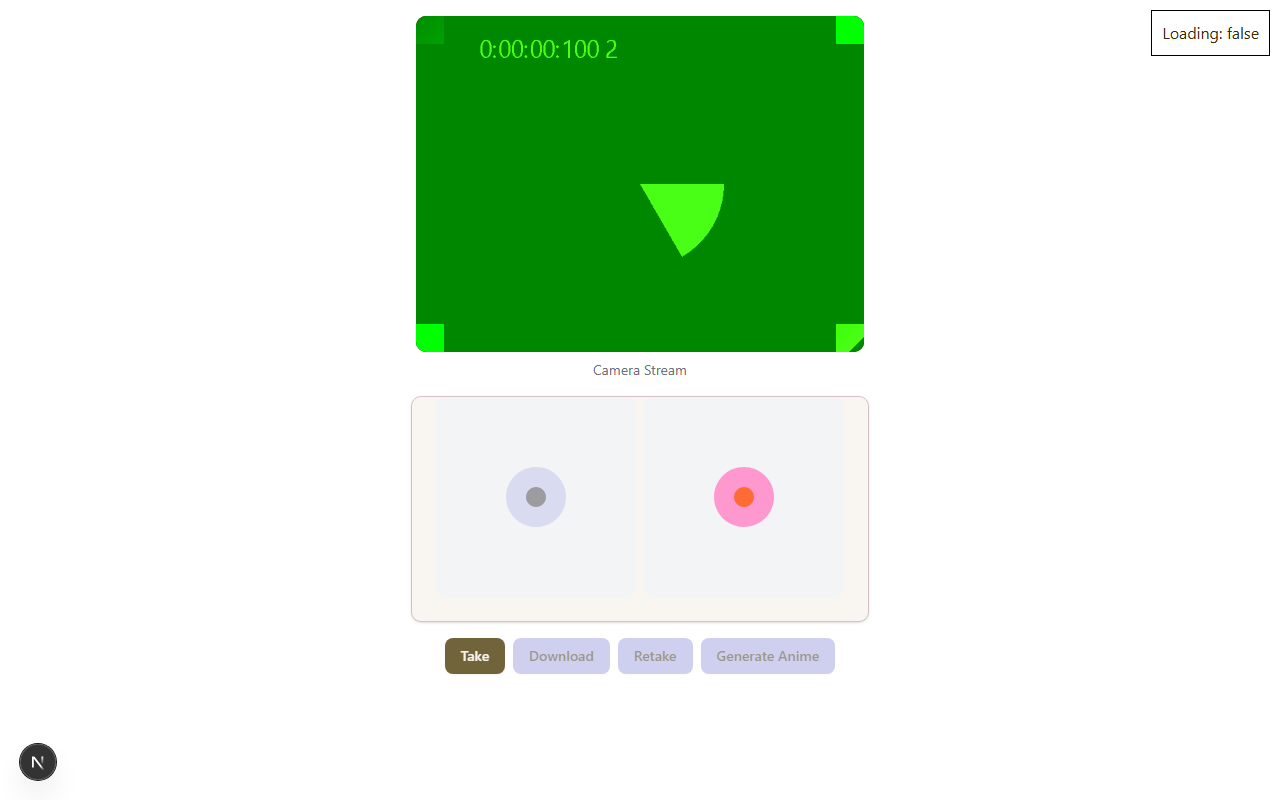 0:00:00:100 2
Loading: false
Camera Stream
Take
Download
Retake
Generate Anime
N